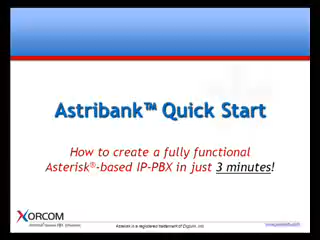 Astribank™ Quick Start
How to create a fully functional
Asterisk®-based IP-PBX in just 3 minutes!
XORCOM
Asterisk is a registered trademark of Digium, Inc.